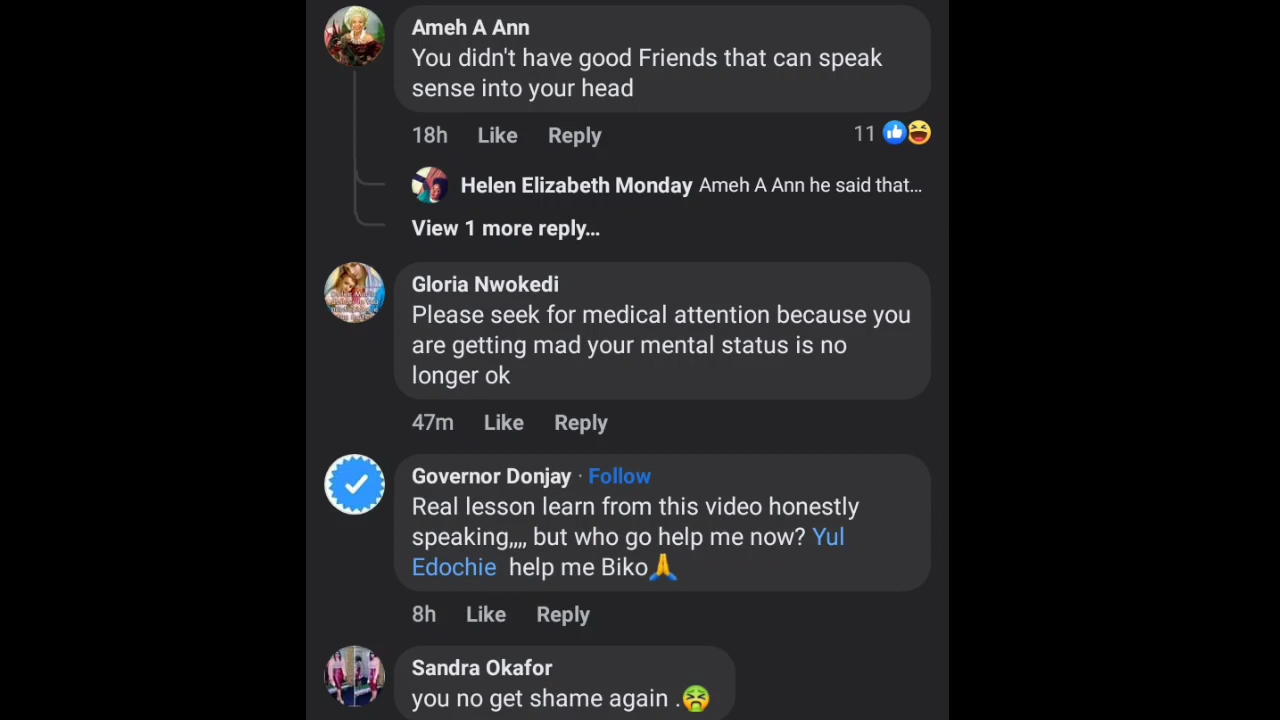 Ameh A Ann
You didn't have good Friends that can speak
sense into your head
18h Like Reply 11
Helen Elizabeth Monday Ameh A Ann he said that...
View 1 more reply...
Gloria Nwokedi
Please seek for medical attention because you
are getting mad your mental status is no
longer ok
47m Like Reply
Governor Donjay · Follow
Real lesson learn from this video honestly
speaking,,,, but who go help me now? Yul
Edochie help me Biko🙏
8h Like Reply
Sandra Okafor
you no get shame again .😤